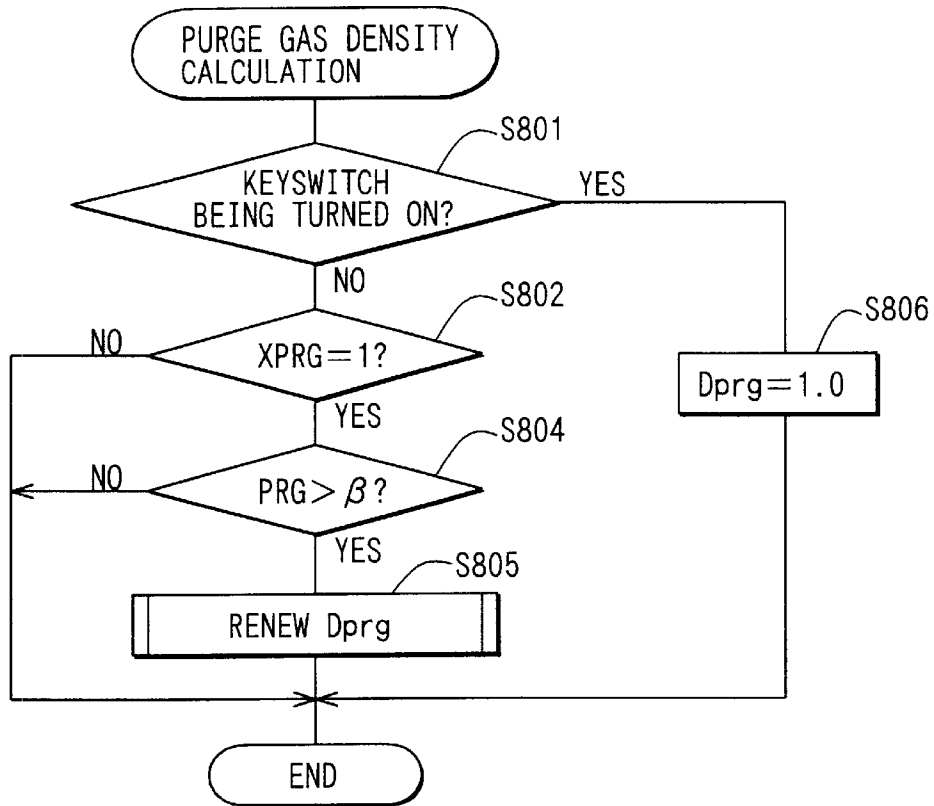 PURGE GAS DENSITY
CALCULATION
S801
KEYSWITCH
BEING TURNED ON?
YES
NO
S802
S806
NO
XPRG=1?
Dprg=1.0
YES
S804
NO
PRG>β?
YES
S805
RENEW Dprg
END